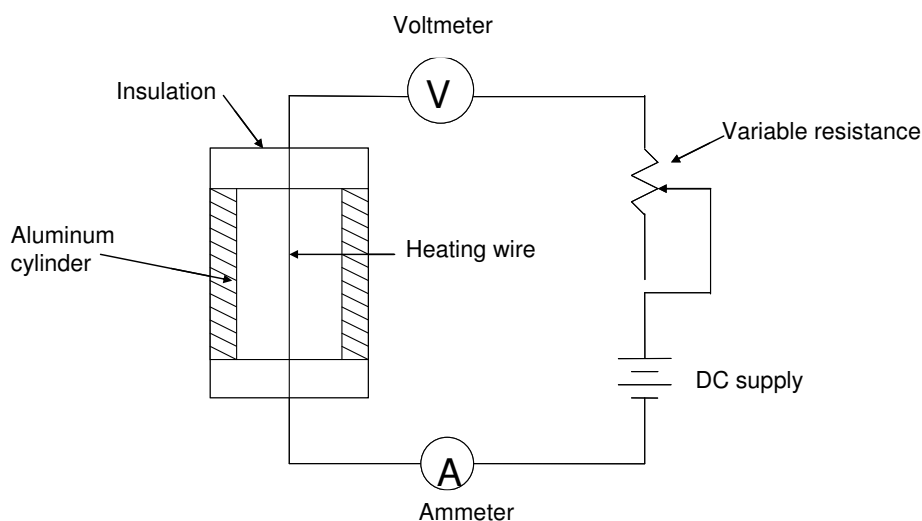 Voltmeter
V
Insulation
Variable resistance
Aluminum
cylinder
Heating wire
DC supply
A
Ammeter